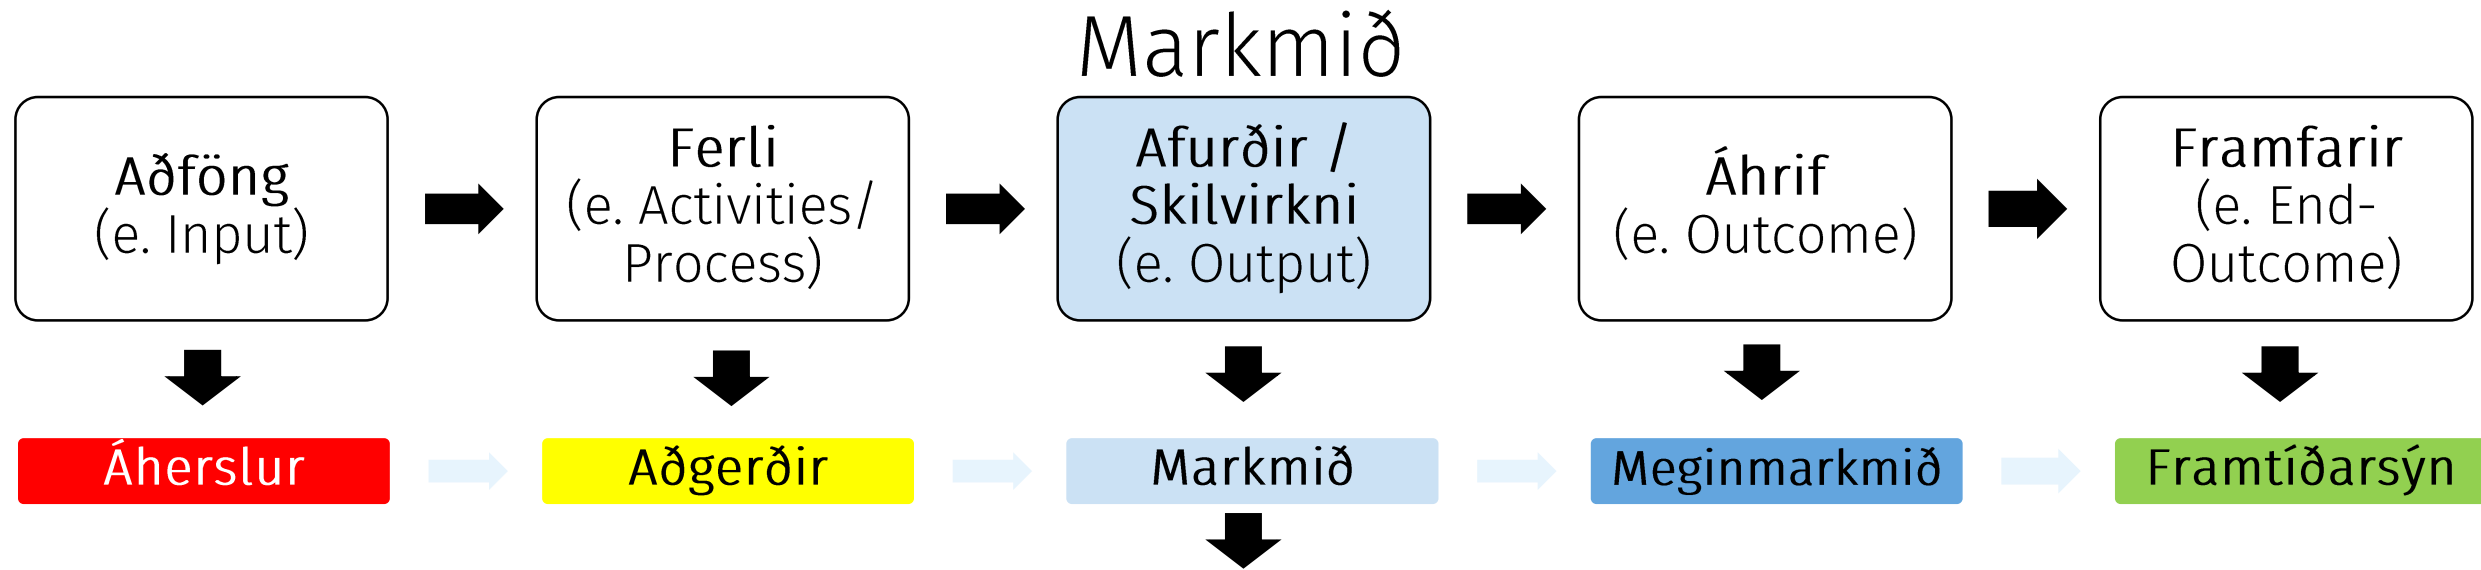 Markmið
Aðföng
(e. Input)
Ferli
(e. Activities/
Process)
Afurðir /
Skilvirkni
(e. Output)
Áhrif
(e. Outcome)
Framfarir
(e. End-
Outcome)
Áherslur
Aðgerðir
Markmið
Meginmarkmið
Framtíðarsýn